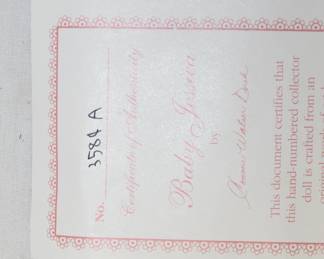 No. 3584 A
Certificate of Authenticity
Baby Jessica
by
This document certifies that
this hand-numbered collector
doll is crafted from an